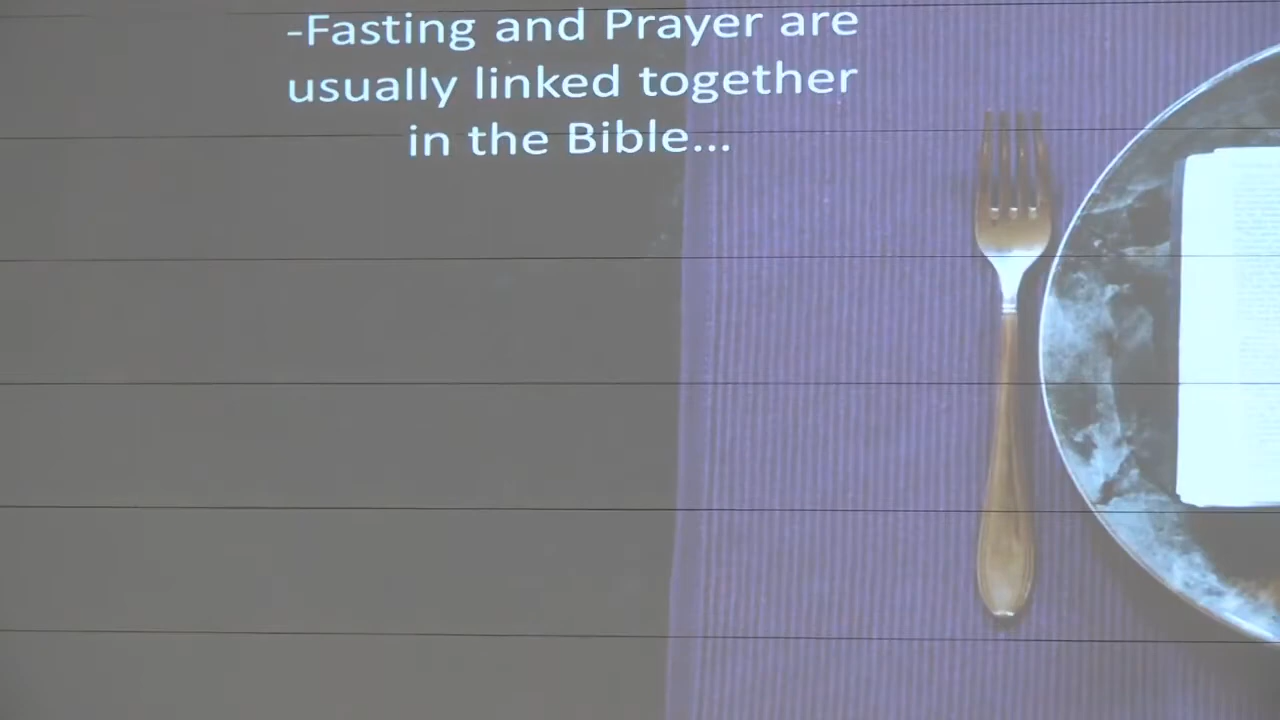 -Fasting and Prayer are
usually linked together
in the Bible...